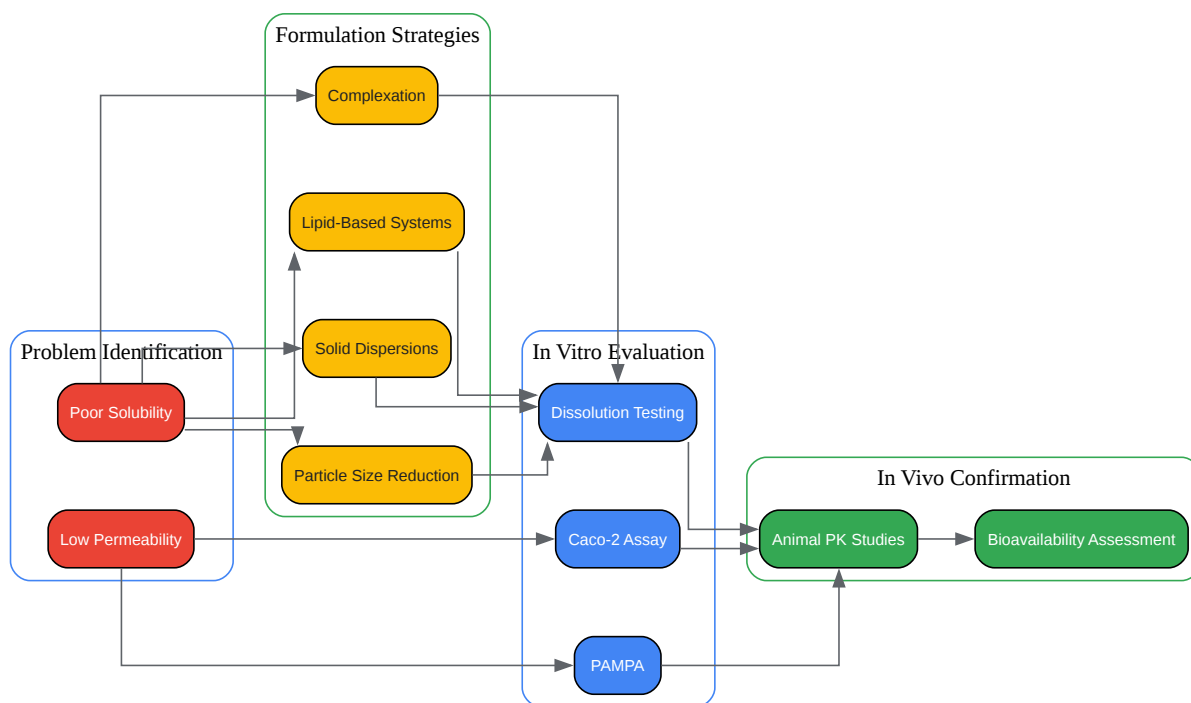 Formulation Strategies
Complexation
Lipid-Based Systems
Solid Dispersions
Particle Size Reduction
Problem Identification
Poor Solubility
Low Permeability
In Vitro Evaluation
Dissolution Testing
Caco-2 Assay
PAMPA
In Vivo Confirmation
Animal PK Studies
Bioavailability Assessment